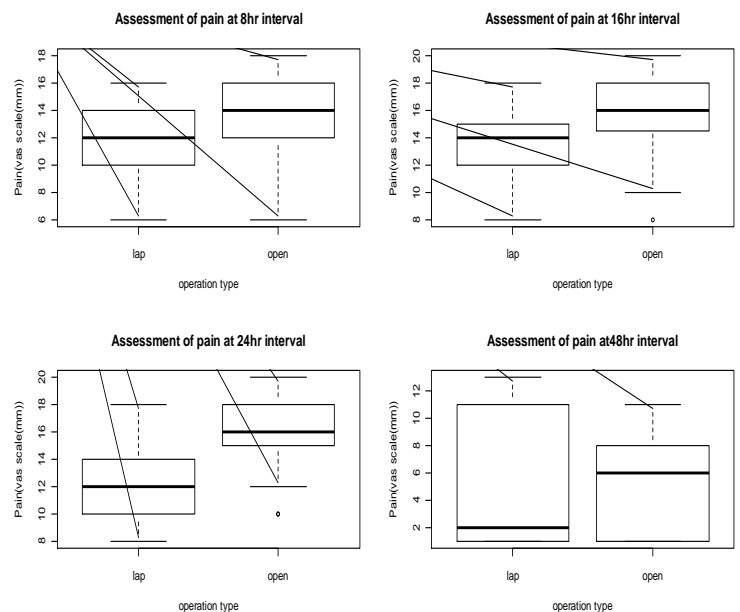 Assessment of pain at 8hr interval
Pain(vas scale(mm))
18
16
14
12
10
8
6
lap
open
operation type
Assessment of pain at 16hr interval
Pain(vas scale(mm))
20
18
16
14
12
10
8
lap
open
operation type
Assessment of pain at 24hr interval
Pain(vas scale(mm))
20
18
16
14
12
10
8
lap
open
operation type
Assessment of pain at48hr interval
Pain(vas scale(mm))
12
10
8
6
4
2
lap
open
operation type